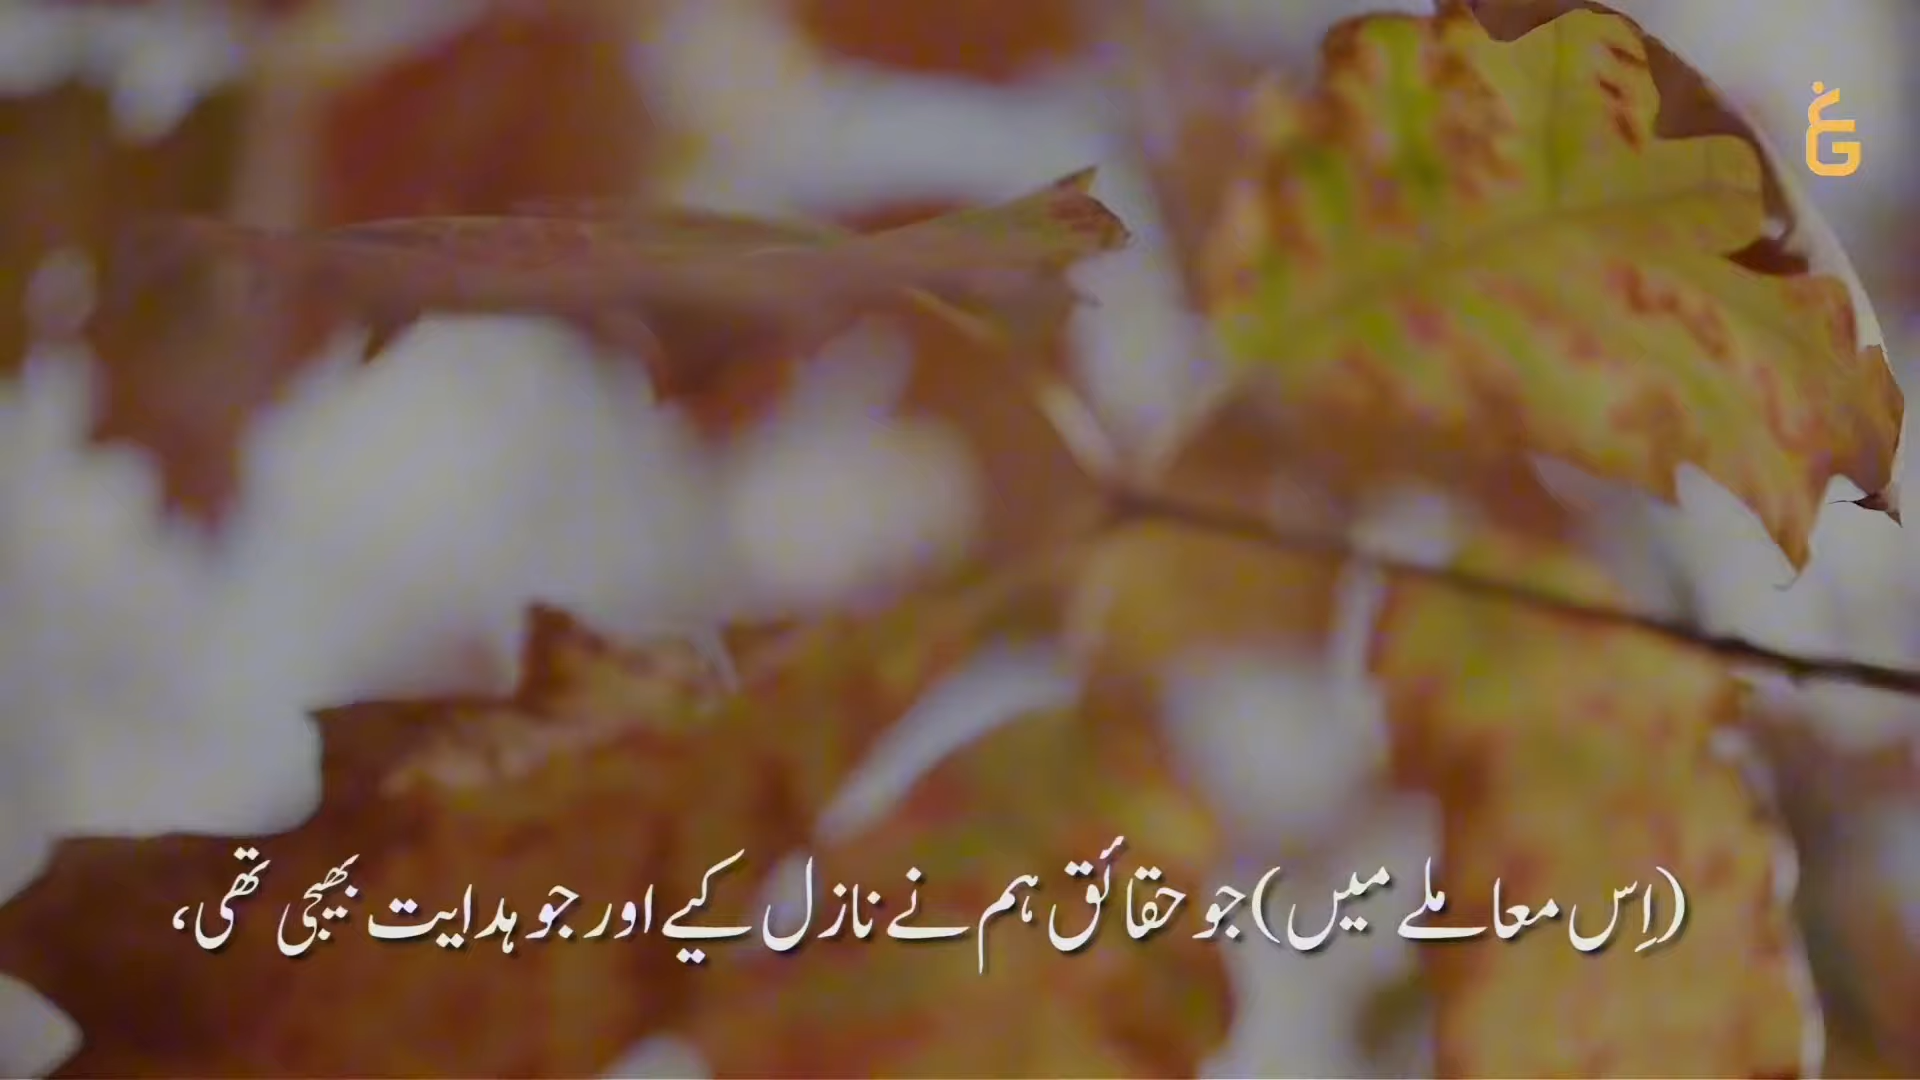 (اِس معاملے میں) جو حقائق ہم نے نازل کیے اور جو ہدایت بھیجی تھی،